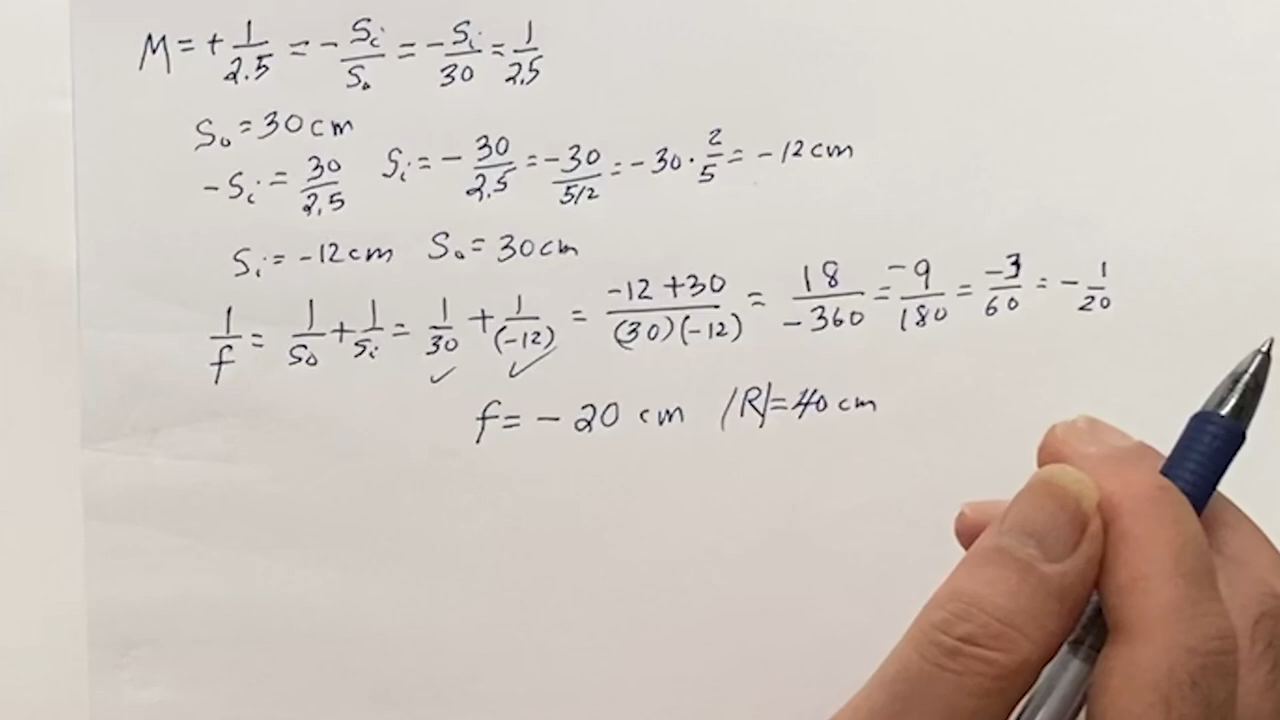 M = + 1/2.5 = - Si/So = - Si/30 = 1/2.5
So = 30 cm
-Si = 30/2.5 Si = - 30/2.5 = -30/5/2 = -30 · 2/5 = -12 cm
Si = -12 cm So = 30 cm
1/f = 1/So + 1/Si = 1/30 + 1/(-12) = -12 + 30/(30)(-12) = 18/-360 = -9/180 = -3/60 = - 1/20
f = - 20 cm |R| = 40 cm